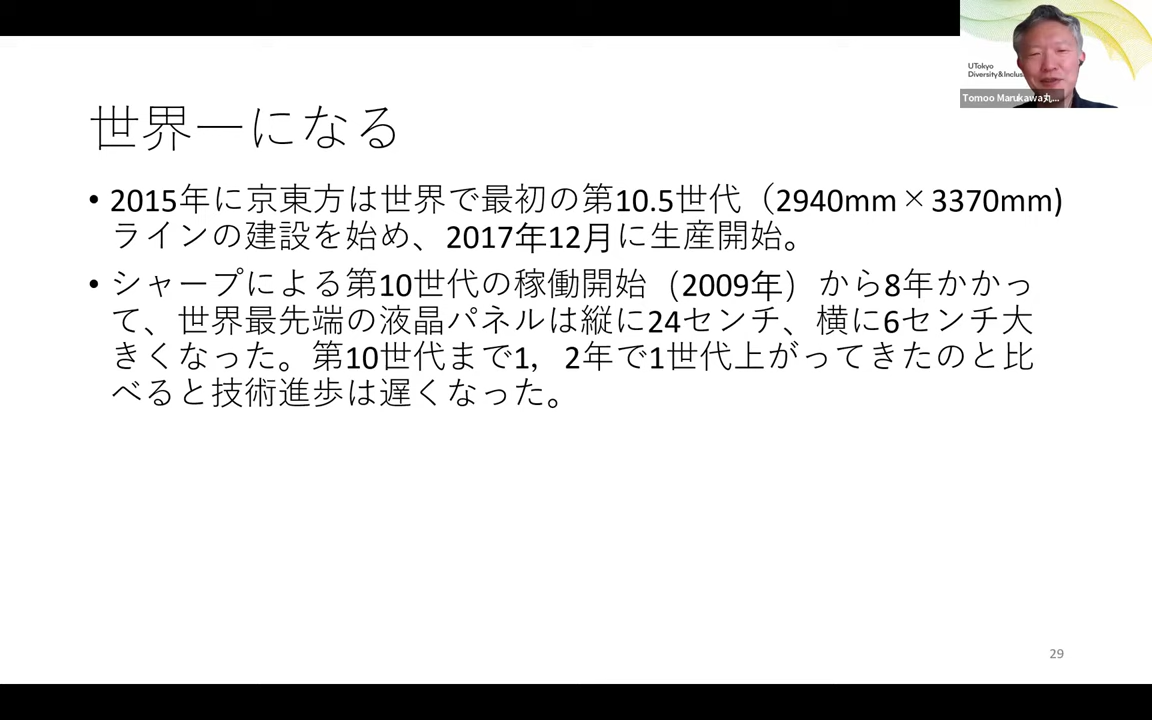 UTokyo
Diversity&Inclus
Tomoo Marukawa丸...
世界一になる
• 2015年に京東方は世界で最初の第10.5世代（2940mm×3370mm)
ラインの建設を始め、2017年12月に生産開始。
• シャープによる第10世代の稼働開始（2009年）から8年かかっ
て、世界最先端の液晶パネルは縦に24センチ、横に6センチ大
きくなった。第10世代まで1，2年で1世代上がってきたのと比
べると技術進歩は遅くなった。
29